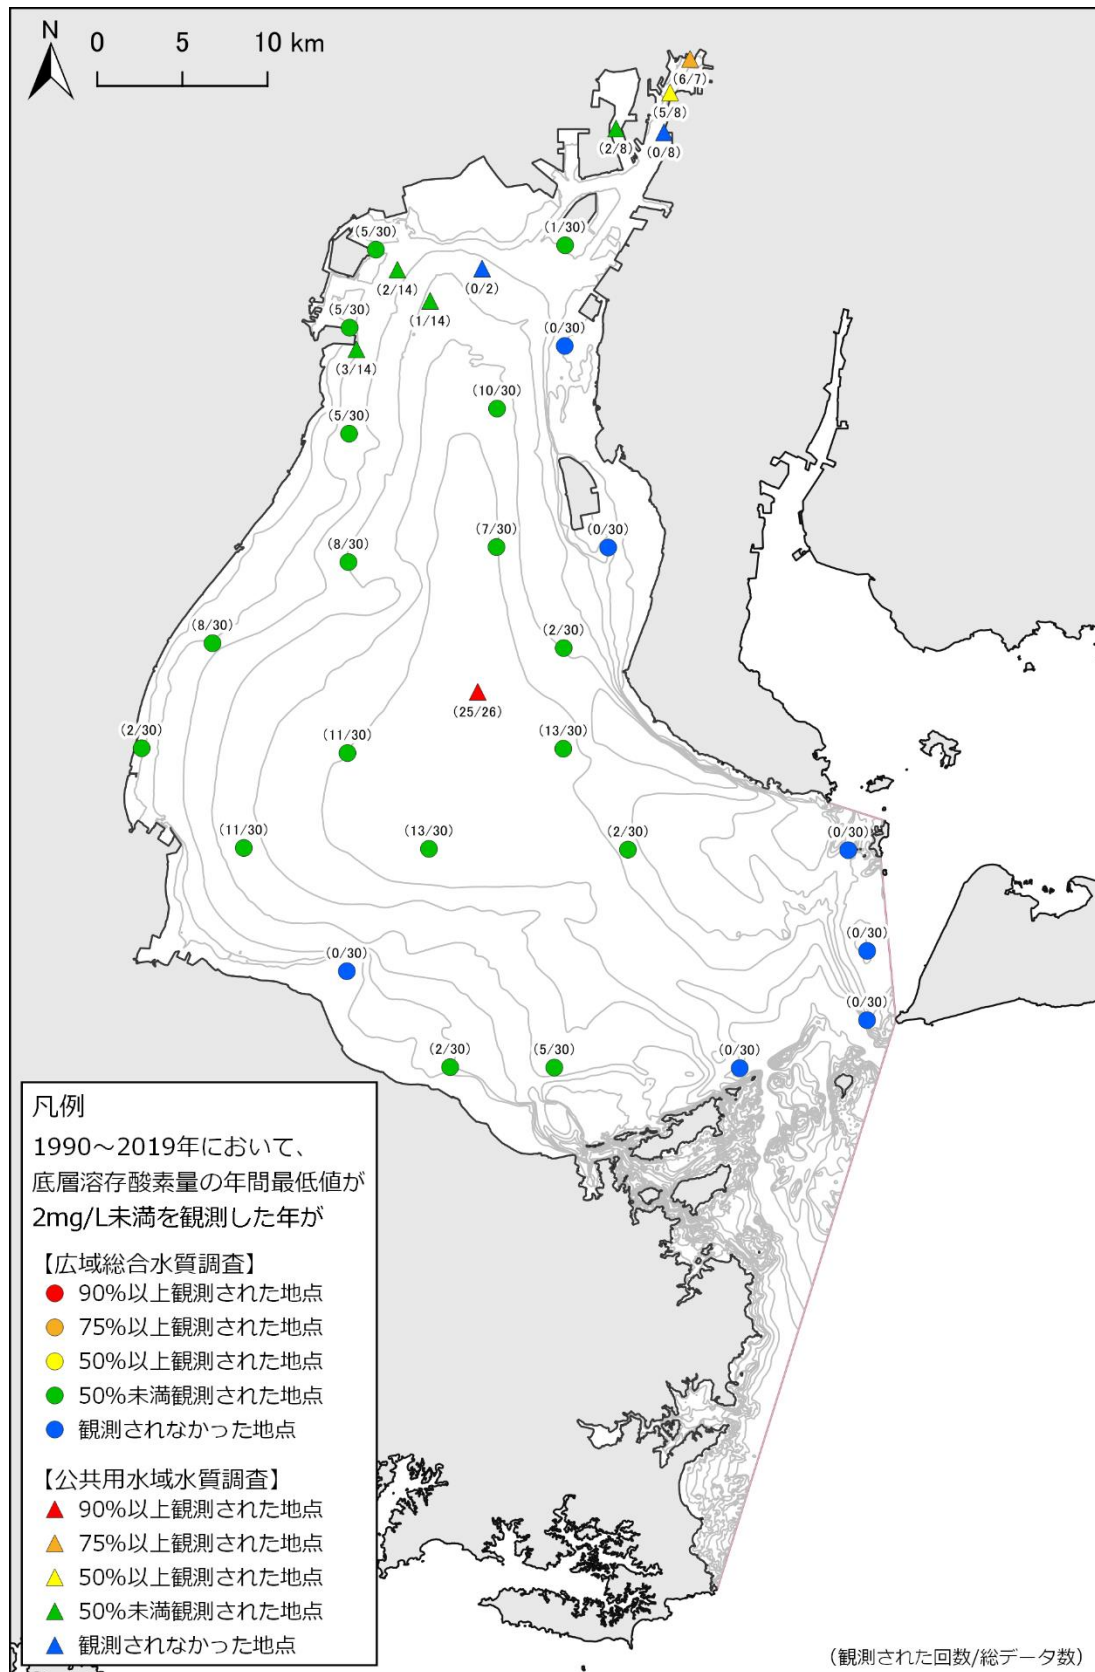 N
0 5 10 km
(6/7)
(5/8)
(2/8)
(0/8)
(5/30)
(1/30)
(2/14)
(0/2)
(1/14)
(5/30)
(0/30)
(3/14)
(10/30)
(5/30)
(7/30)
(0/30)
(8/30)
(8/30)
(2/30)
(25/26)
(2/30)
(11/30)
(13/30)
(11/30)
(13/30)
(2/30)
(0/30)
(0/30)
(0/30)
(0/30)
(2/30)
(5/30)
(0/30)
凡例
1990～2019年において、
底層溶存酸素量の年間最低値が
2mg/L未満を観測した年が
【広域総合水質調査】
90%以上観測された地点
75%以上観測された地点
50%以上観測された地点
50%未満観測された地点
観測されなかった地点
【公共用水域水質調査】
90%以上観測された地点
75%以上観測された地点
50%以上観測された地点
50%未満観測された地点
観測されなかった地点
（観測された回数/総データ数）